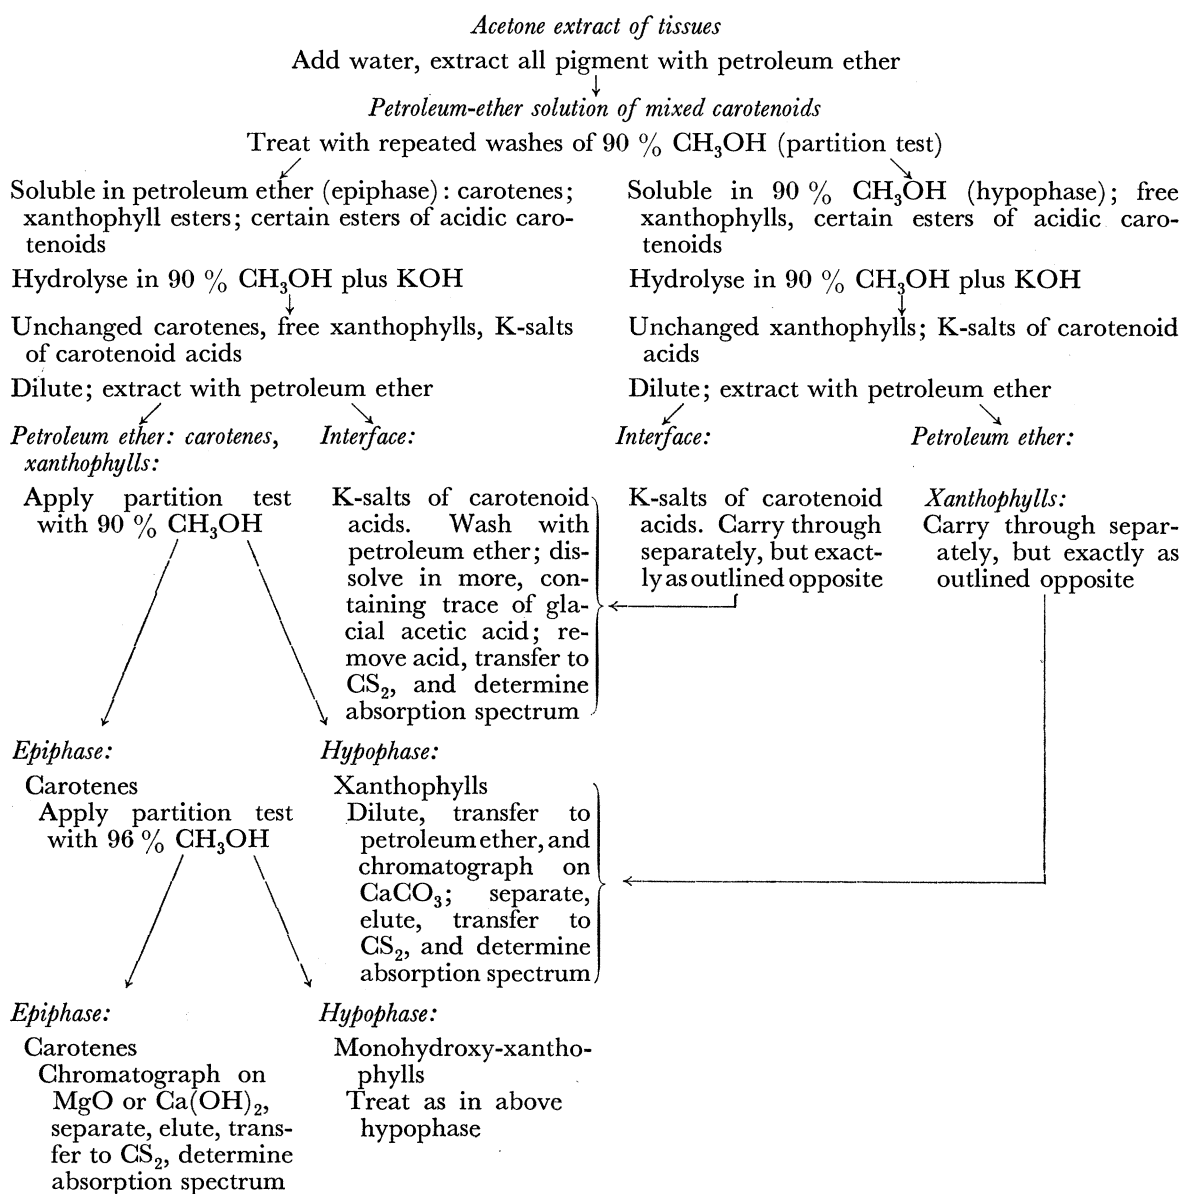 Acetone extract of tissues
Add water, extract all pigment with petroleum ether
Petroleum-ether solution of mixed carotenoids
Treat with repeated washes of 90 % CH₃OH (partition test)
Soluble in petroleum ether (epiphase): carotenes;
xanthophyll esters; certain esters of acidic caro-
tenoids
Hydrolyse in 90 % CH₃OH plus KOH
Unchanged carotenes, free xanthophylls, K-salts
of carotenoid acids
Dilute; extract with petroleum ether
Soluble in 90 % CH₃OH (hypophase); free
xanthophylls, certain esters of acidic caro-
tenoids
Hydrolyse in 90 % CH₃OH plus KOH
Unchanged xanthophylls; K-salts of carotenoid
acids
Dilute; extract with petroleum ether
Petroleum ether: carotenes,
xanthophylls:
Apply partition test
with 90 % CH₃OH
Interface:
K-salts of carotenoid
acids. Wash with
petroleum ether; dis-
solve in more, con-
taining trace of gla-
cial acetic acid; re-
move acid, transfer to
CS₂, and determine
absorption spectrum
Interface:
K-salts of carotenoid
acids. Carry through
separately, but exact-
ly as outlined opposite
Petroleum ether:
Xanthophylls:
Carry through separ-
ately, but exactly as
outlined opposite
Epiphase:
Carotenes
Apply partition test
with 96 % CH₃OH
Hypophase:
Xanthophylls
Dilute, transfer to
petroleum ether, and
chromatograph on
CaCO₃; separate,
elute, transfer to
CS₂, and determine
absorption spectrum
Epiphase:
Carotenes
Chromatograph on
MgO or Ca(OH)₂,
separate, elute, trans-
fer to CS₂, determine
absorption spectrum
Hypophase:
Monohydroxy-xantho-
phylls
Treat as in above
hypophase